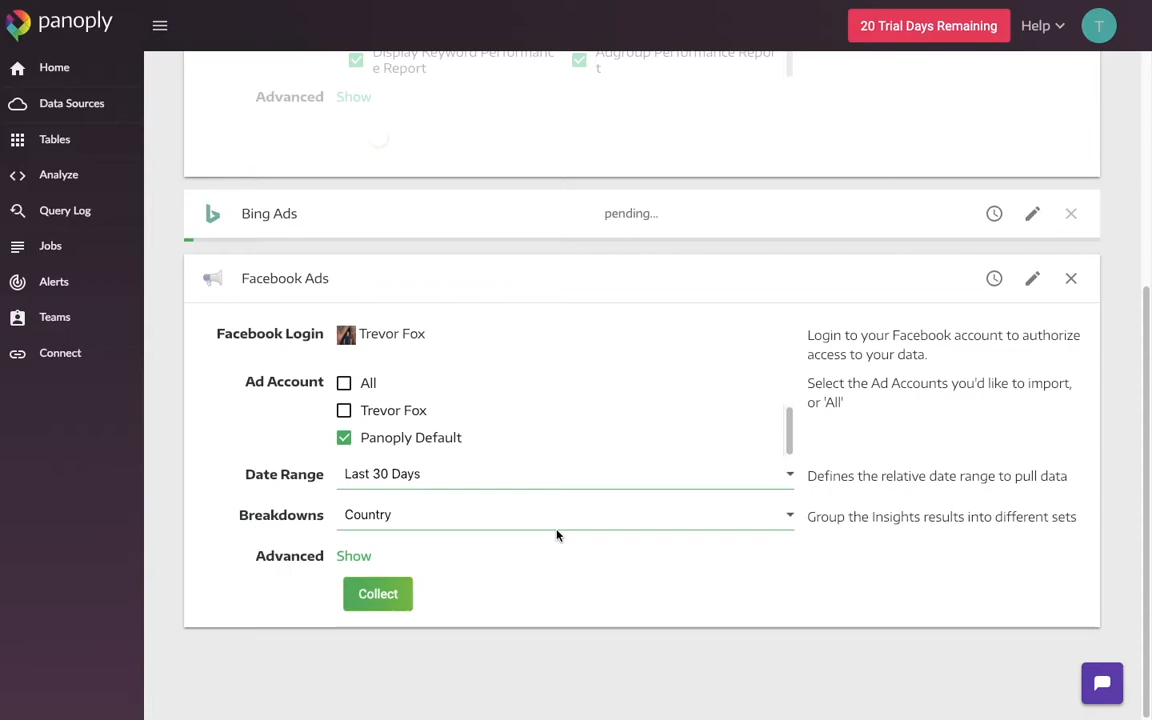 panoply
20 Trial Days Remaining
Help
T
Home
Data Sources
Tables
Analyze
Query Log
Jobs
Alerts
Teams
Connect
Display Keyword Performanc
e Report
Adgroup Performance Repor
t
Advanced
Show
Bing Ads
pending...
Facebook Ads
Facebook Login
Trevor Fox
Login to your Facebook account to authorize
access to your data.
Ad Account
All
Trevor Fox
Panoply Default
Select the Ad Accounts you'd like to import,
or 'All'
Date Range
Last 30 Days
Defines the relative date range to pull data
Breakdowns
Country
Group the Insights results into different sets
Advanced
Show
Collect